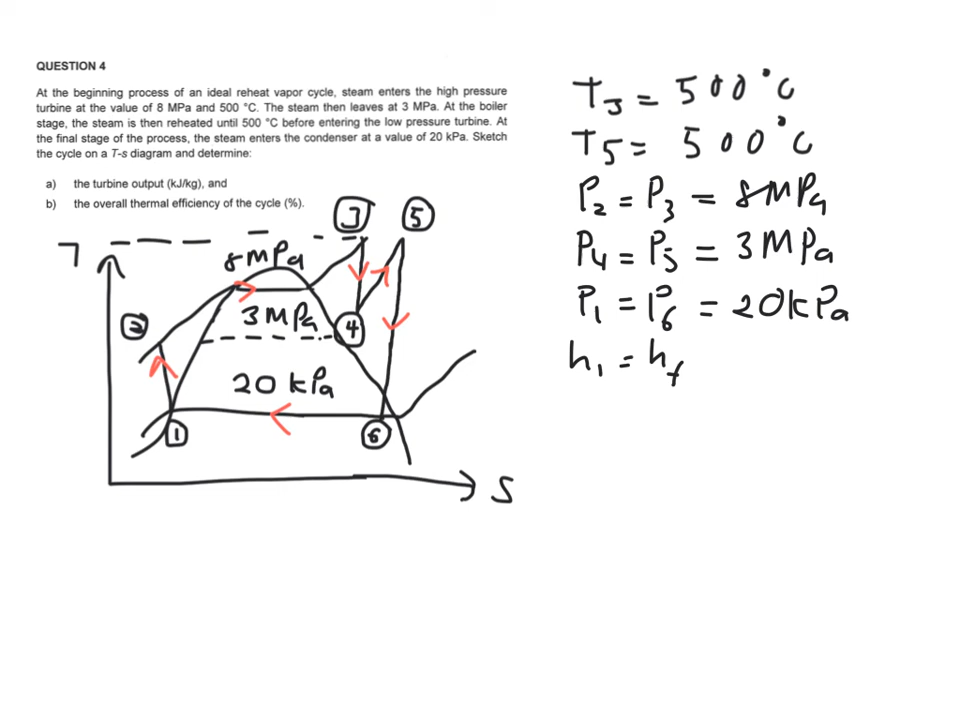 QUESTION 4
At the beginning process of an ideal reheat vapor cycle, steam enters the high pressure
turbine at the value of 8 MPa and 500 °C. The steam then leaves at 3 MPa. At the boiler
stage, the steam is then reheated until 500 °C before entering the low pressure turbine. At
the final stage of the process, the steam enters the condenser at a value of 20 kPa. Sketch
the cycle on a T-s diagram and determine:
a) the turbine output (kJ/kg), and
b) the overall thermal efficiency of the cycle (%).
T
3
5
8MPa
2
3MPa
4
20 kPa
1
6
S
T3 = 500°C
T5 = 500°C
P2 = P3 = 8MPa
P4 = P5 = 3MPa
P1 = P6 = 20kPa
h1 = hf